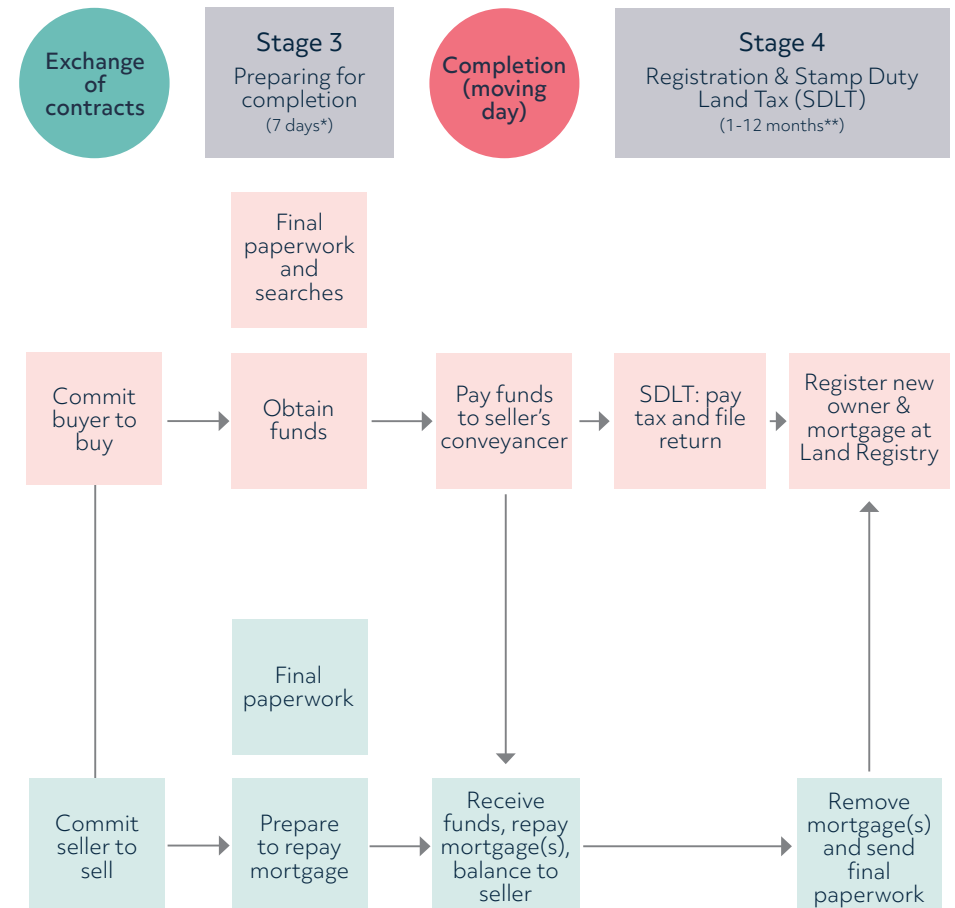 Exchange
of
contracts
Stage 3
Preparing for
completion
(7 days*)
Completion
(moving
day)
Stage 4
Registration & Stamp Duty
Land Tax (SDLT)
(1-12 months**)
Final
paperwork
and
searches
Commit
buyer to
buy
Obtain
funds
Pay funds
to seller’s
conveyancer
SDLT: pay
tax and file
return
Register new
owner &
mortgage at
Land Registry
Final
paperwork
Commit
seller to
sell
Prepare
to repay
mortgage
Receive
funds, repay
mortgage(s),
balance to
seller
Remove
mortgage(s)
and send
final
paperwork